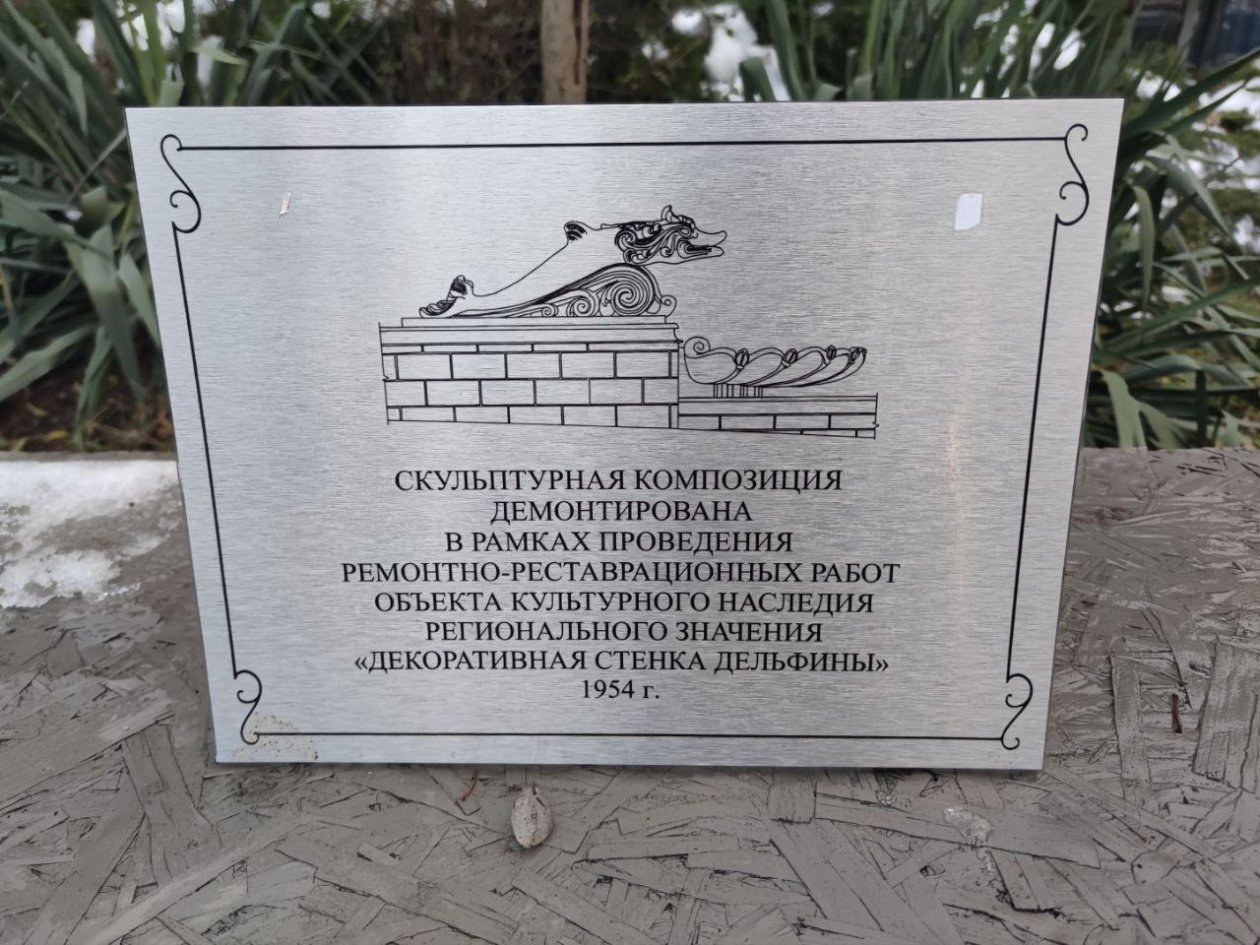 СКУЛЬПТУРНАЯ КОМПОЗИЦИЯ
ДЕМОНТИРОВАНА
В РАМКАХ ПРОВЕДЕНИЯ
РЕМОНТНО-РЕСТАВРАЦИОННЫХ РАБОТ
ОБЪЕКТА КУЛЬТУРНОГО НАСЛЕДИЯ
РЕГИОНАЛЬНОГО ЗНАЧЕНИЯ
«ДЕКОРАТИВНАЯ СТЕНКА ДЕЛЬФИНЫ»
1954 г.